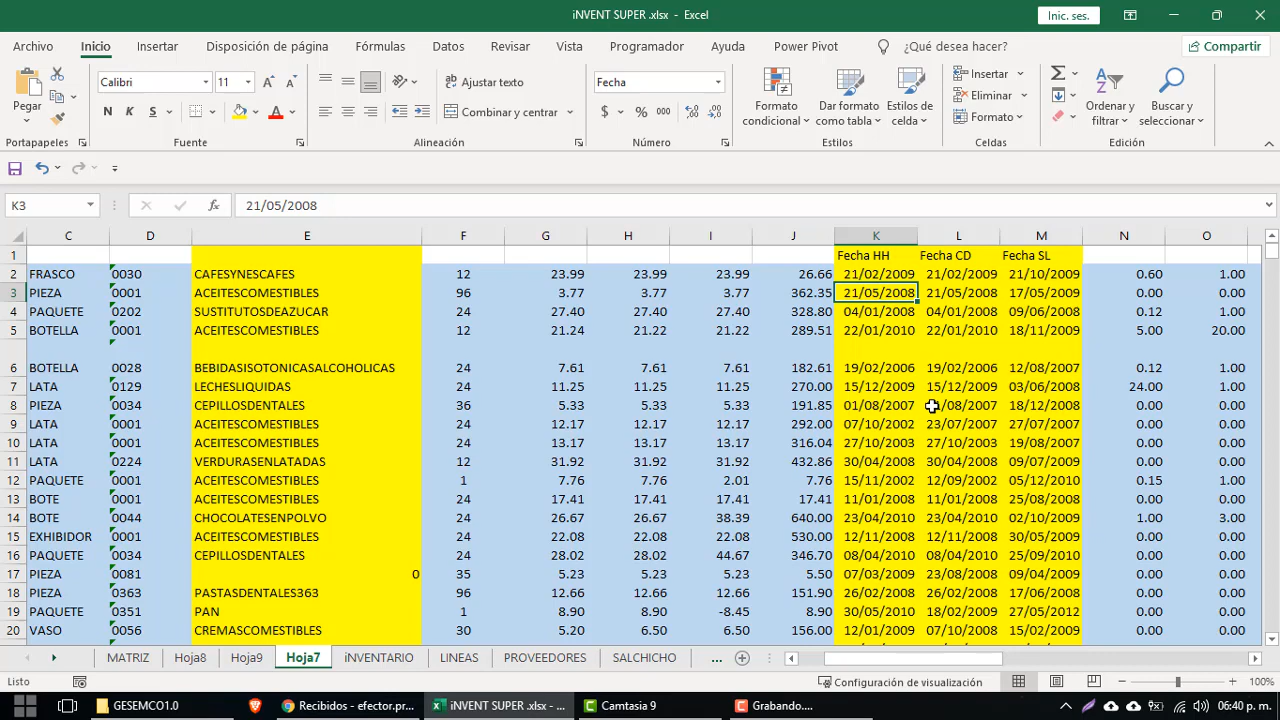 iNVENT SUPER .xlsx - Excel
Inic. ses.
Archivo Inicio Insertar Disposición de página Fórmulas Datos Revisar Vista Programador Ayuda Power Pivot ¿Qué desea hacer? Compartir
Pegar
Calibri 11
N K S
Ajustar texto
Combinar y centrar
Fecha
$ % 000
Formato condicional
Dar formato como tabla
Estilos de celda
Insertar
Eliminar
Formato
Ordenar y filtrar
Buscar y seleccionar
Portapapeles Fuente Alineación Número Estilos Celdas Edición
K3 fx 21/05/2008
C D E F G H I J K L M N O
1 Fecha HH Fecha CD Fecha SL
2 FRASCO 0030 CAFESYNESCAFES 12 23.99 23.99 23.99 26.66 21/02/2009 21/02/2009 21/10/2009 0.60 1.00
3 PIEZA 0001 ACEITESCOMESTIBLES 96 3.77 3.77 3.77 362.35 21/05/2008 21/05/2008 17/05/2009 0.00 0.00
4 PAQUETE 0202 SUSTITUTOSDEAZUCAR 24 27.40 27.40 27.40 328.80 04/01/2008 04/01/2008 09/06/2008 0.12 1.00
5 BOTELLA 0001 ACEITESCOMESTIBLES 12 21.24 21.22 21.22 289.51 22/01/2010 22/01/2010 18/11/2009 5.00 20.00
6 BOTELLA 0028 BEBIDASISOTONICASALCOHOLICAS 24 7.61 7.61 7.61 182.61 19/02/2006 19/02/2006 12/08/2007 0.12 1.00
7 LATA 0129 LECHESLIQUIDAS 24 11.25 11.25 11.25 270.00 15/12/2009 15/12/2009 03/06/2008 24.00 1.00
8 PIEZA 0034 CEPILLOSDENTALES 36 5.33 5.33 5.33 191.85 01/08/2007 /08/2007 18/12/2008 0.00 0.00
9 LATA 0001 ACEITESCOMESTIBLES 24 12.17 12.17 12.17 292.00 07/10/2002 23/07/2007 27/07/2007 0.00 0.00
10 LATA 0001 ACEITESCOMESTIBLES 24 13.17 13.17 13.17 316.04 27/10/2003 27/10/2003 19/08/2007 0.00 0.00
11 LATA 0224 VERDURASENLATADAS 12 31.92 31.92 31.92 432.86 30/04/2008 30/04/2008 09/07/2009 0.00 0.00
12 PAQUETE 0001 ACEITESCOMESTIBLES 1 7.76 7.76 2.01 7.76 15/11/2002 12/09/2002 05/12/2010 0.15 1.00
13 BOTE 0001 ACEITESCOMESTIBLES 24 17.41 17.41 17.41 17.41 11/01/2008 11/01/2008 25/08/2008 0.00 0.00
14 BOTE 0044 CHOCOLATESENPOLVO 24 26.67 26.67 38.39 640.00 23/04/2010 23/04/2010 02/10/2009 1.00 3.00
15 EXHIBIDOR 0001 ACEITESCOMESTIBLES 24 22.08 22.08 22.08 530.00 12/11/2008 12/11/2008 30/05/2009 0.00 0.00
16 PAQUETE 0034 CEPILLOSDENTALES 24 28.02 28.02 44.67 346.70 08/04/2010 08/04/2010 25/09/2010 0.00 0.00
17 PIEZA 0081 0 35 5.23 5.23 5.23 5.50 07/03/2009 23/08/2008 09/04/2009 0.00 0.00
18 PIEZA 0363 PASTASDENTALES363 96 12.66 12.66 12.66 151.90 26/02/2008 26/02/2008 17/06/2008 0.00 0.00
19 PAQUETE 0351 PAN 1 8.90 8.90 -8.45 8.90 30/05/2010 18/02/2009 27/05/2012 0.00 0.00
20 VASO 0056 CREMASCOMESTIBLES 30 5.20 6.50 6.50 156.00 12/01/2009 07/10/2008 15/02/2009 0.00 0.00
MATRIZ Hoja8 Hoja9 Hoja7 iNVENTARIO LINEAS PROVEEDORES SALCHICHO ...
Listo Configuración de visualización 100%
GESEMCO1.0 Recibidos - efector.pr... iNVENT SUPER .xlsx - ... Camtasia 9 Grabando.... 06:40 p. m.